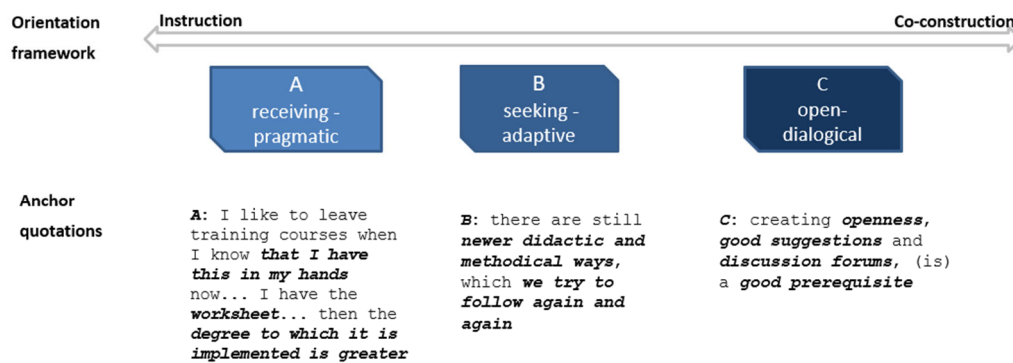 Orientation
framework
Instruction
Co-construction
A
receiving -
pragmatic
B
seeking -
adaptive
C
open-
dialogical
Anchor
quotations
A: I like to leave
training courses when
I know that I have
this in my hands
now... I have the
worksheet... then the
degree to which it is
implemented is greater
B: there are still
newer didactic and
methodical ways,
which we try to
follow again and
again
C: creating openness,
good suggestions and
discussion forums, (is)
a good prerequisite